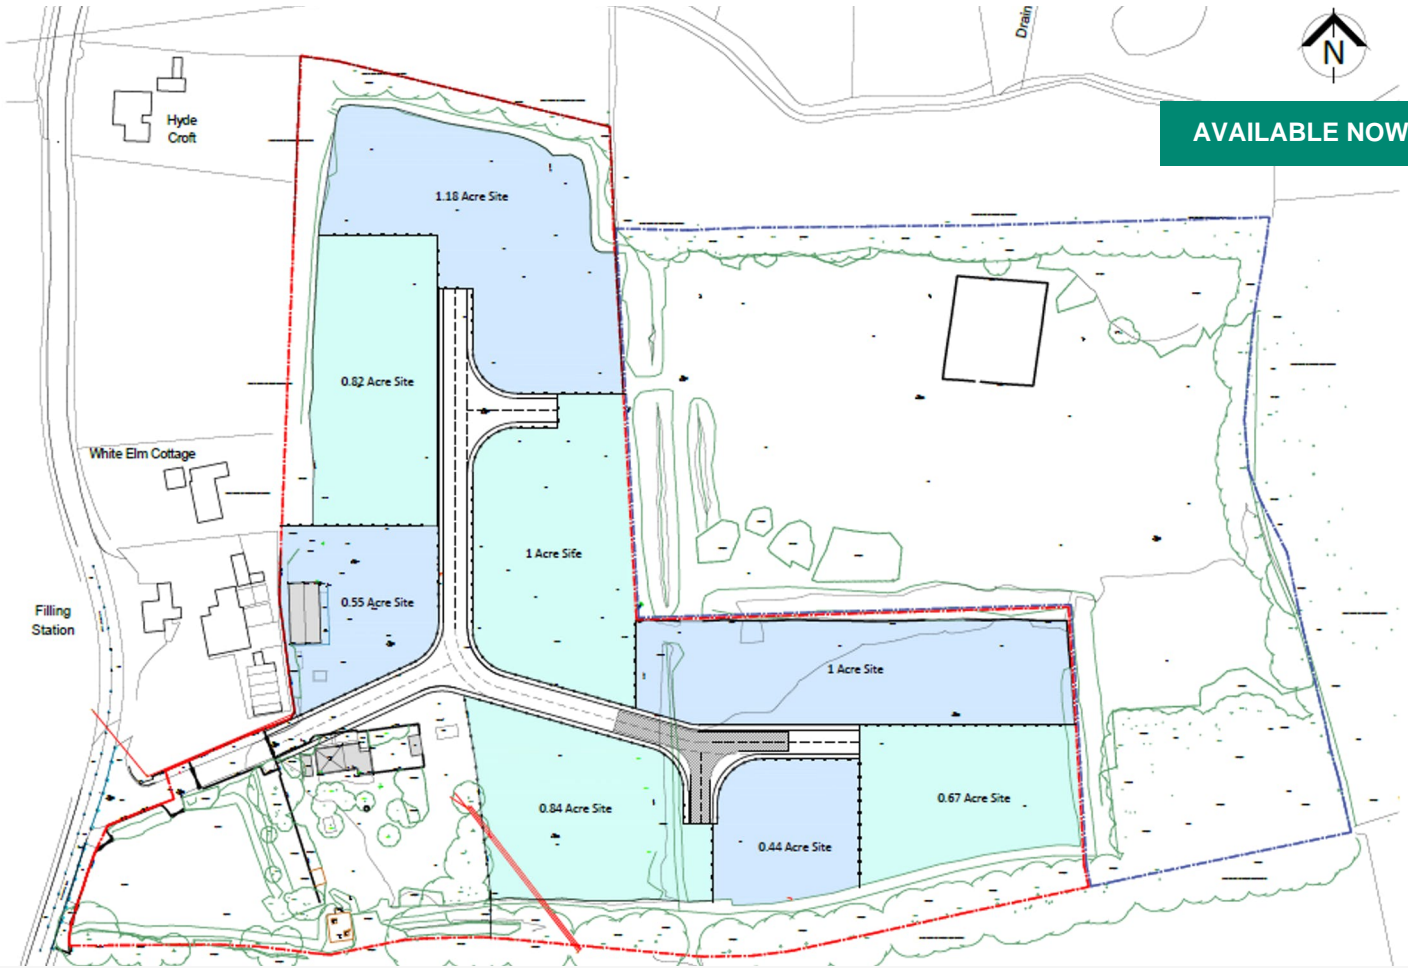 Drain
N
AVAILABLE NOW
Hyde
Croft
1.18 Acre Site
0.82 Acre Site
White Elm Cottage
1 Acre Site
0.55 Acre Site
Filling
Station
1 Acre Site
0.84 Acre Site
0.67 Acre Site
0.44 Acre Site